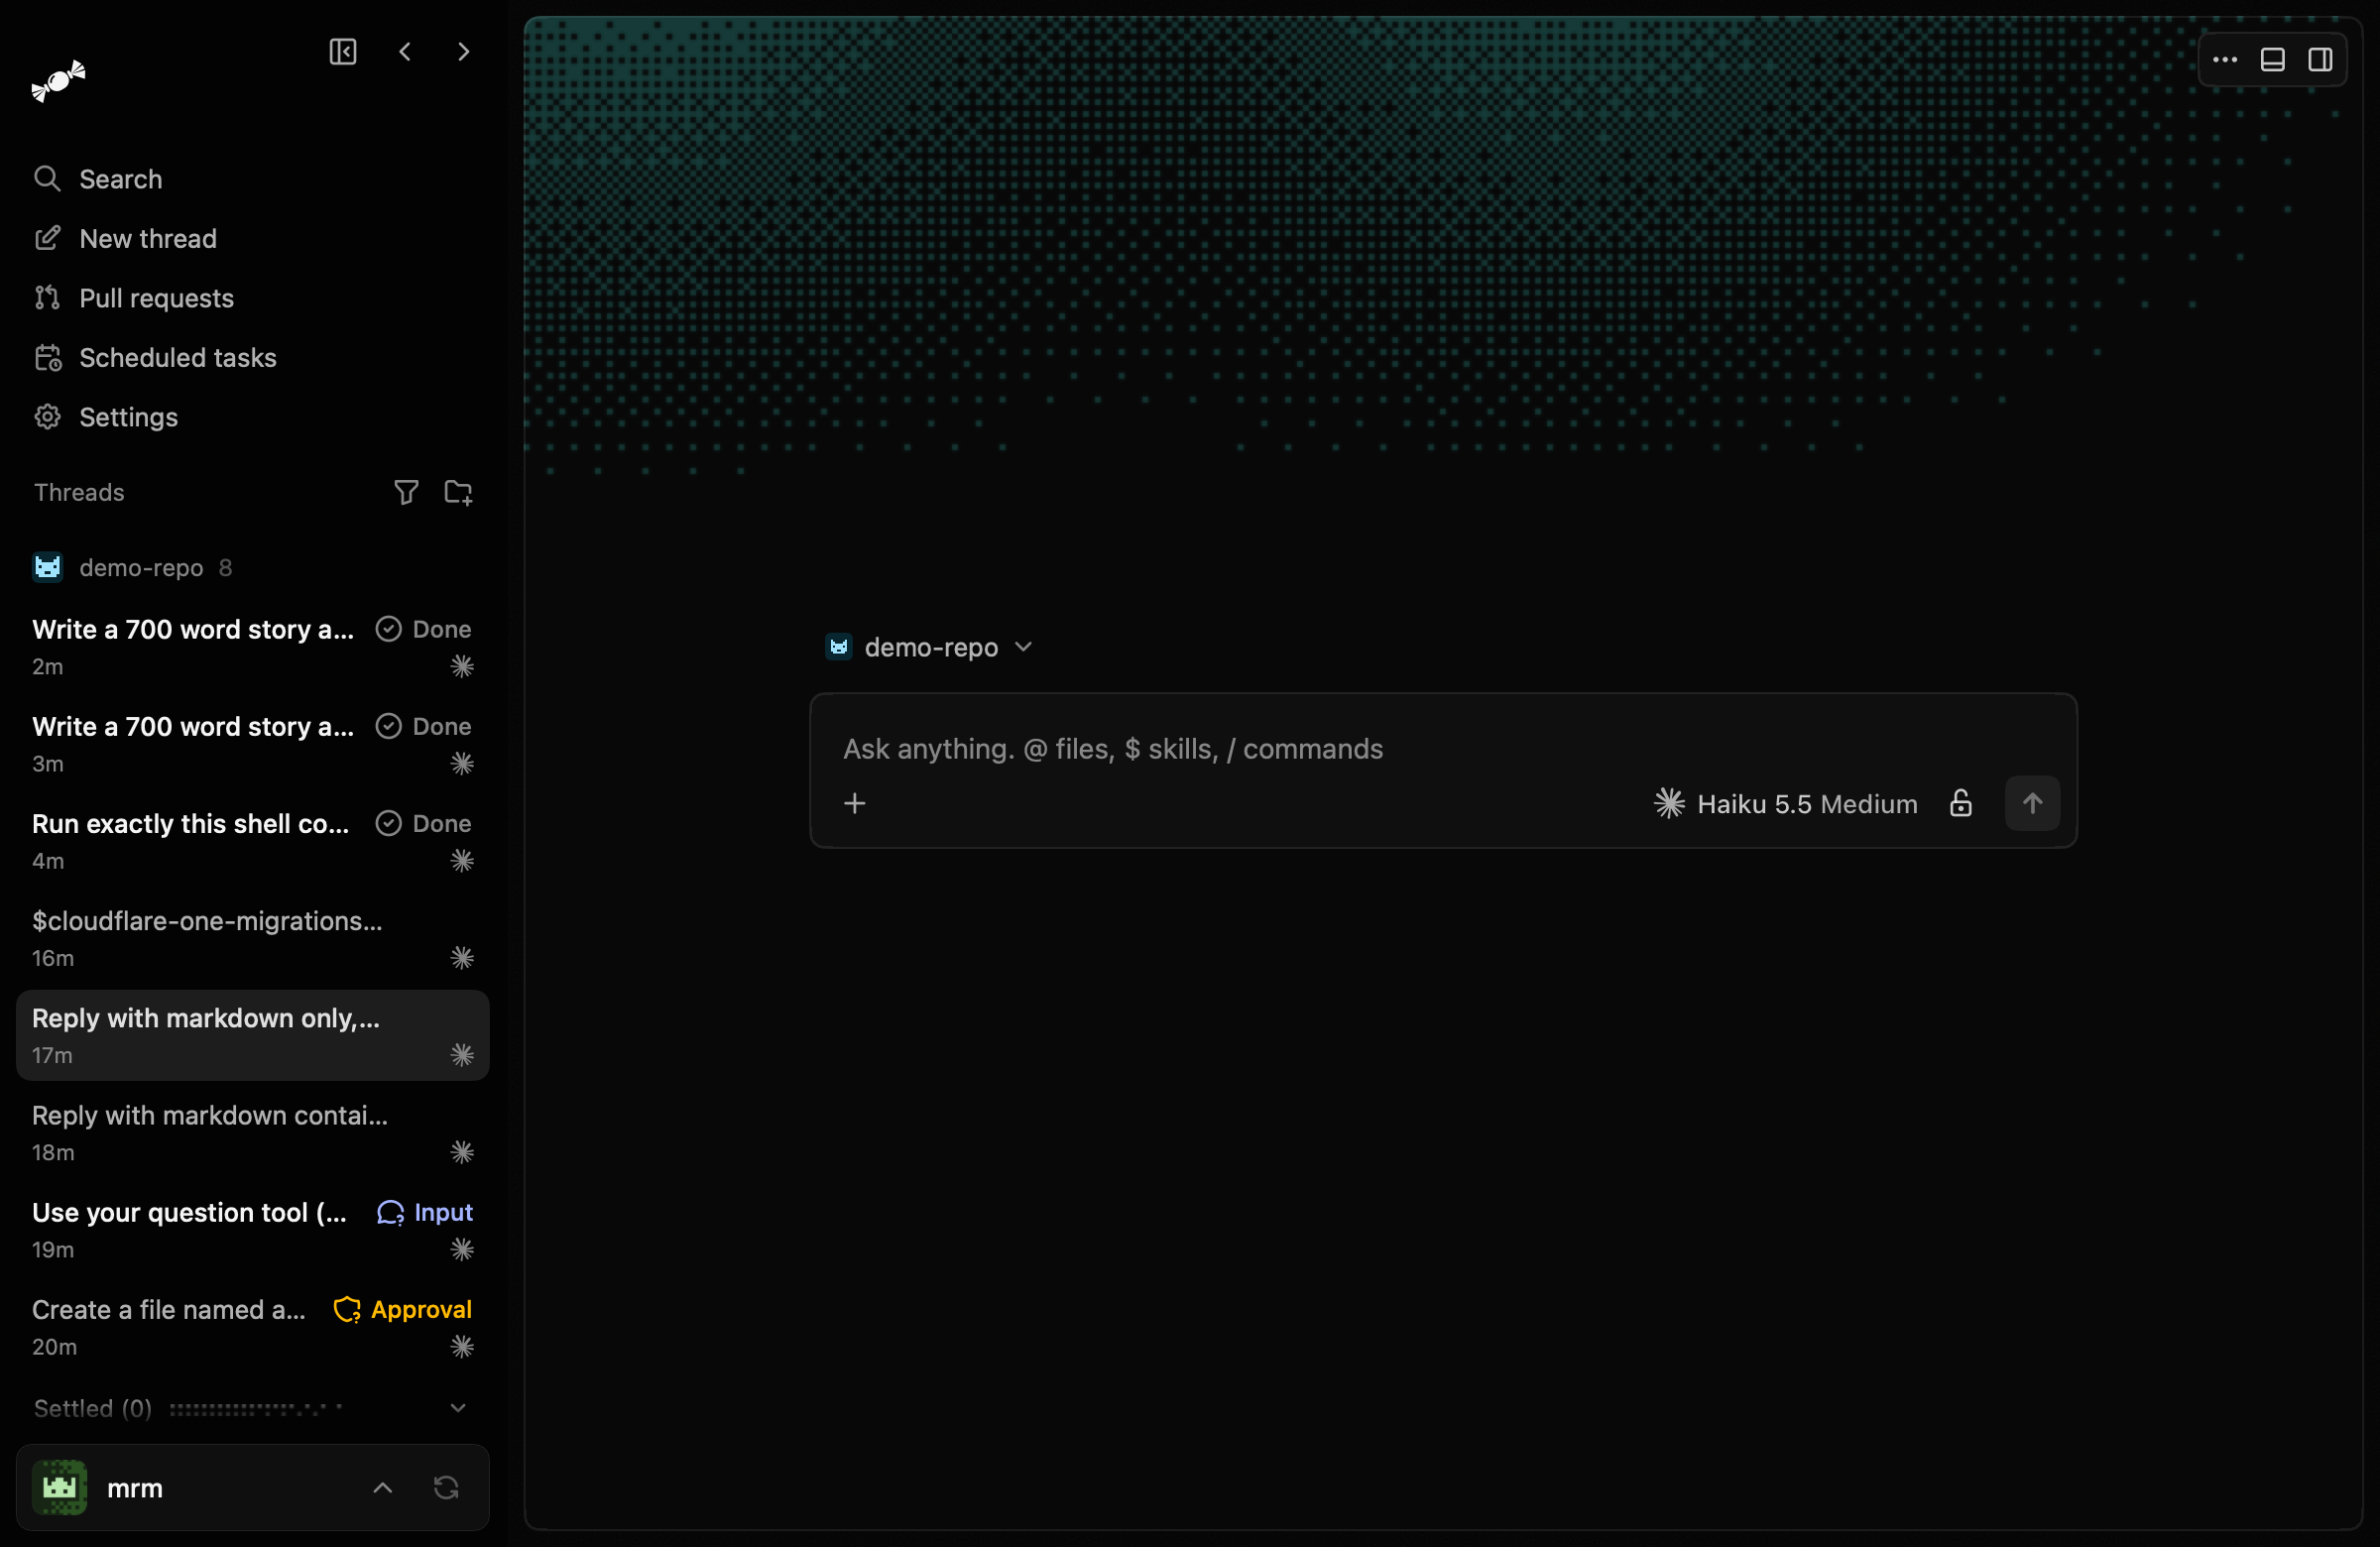 Search
New thread
Pull requests
Scheduled tasks
Settings
Threads
demo-repo 8
Write a 700 word story a... Done
2m
Write a 700 word story a... Done
3m
Run exactly this shell co... Done
4m
$cloudflare-one-migrations...
16m
Reply with markdown only,...
17m
Reply with markdown contai...
18m
Use your question tool (... Input
19m
Create a file named a... Approval
20m
Settled (0)
mrm
demo-repo
Ask anything. @ files, $ skills, / commands
Haiku 5.5 Medium